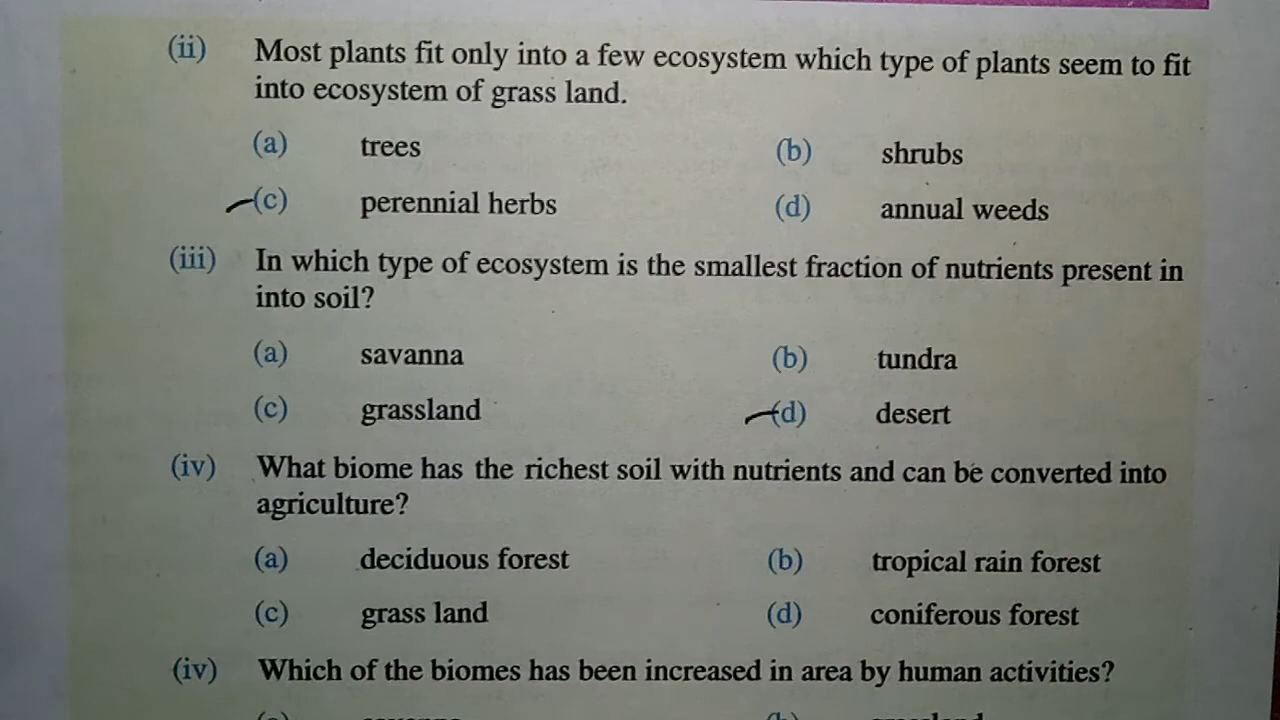 (ii) Most plants fit only into a few ecosystem which type of plants seem to fit
into ecosystem of grass land.
(a) trees (b) shrubs
(c) perennial herbs (d) annual weeds
(iii) In which type of ecosystem is the smallest fraction of nutrients present in
into soil?
(a) savanna (b) tundra
(c) grassland (d) desert
(iv) What biome has the richest soil with nutrients and can be converted into
agriculture?
(a) deciduous forest (b) tropical rain forest
(c) grass land (d) coniferous forest
(iv) Which of the biomes has been increased in area by human activities?